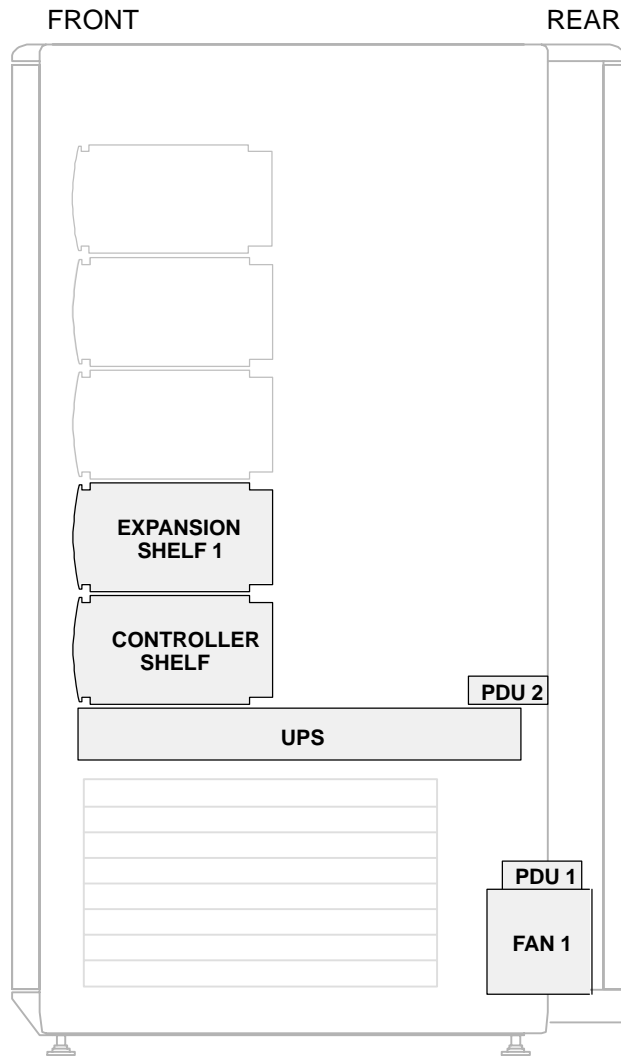 FRONT
REAR
EXPANSION
SHELF 1
CONTROLLER
SHELF
PDU 2
UPS
PDU 1
FAN 1